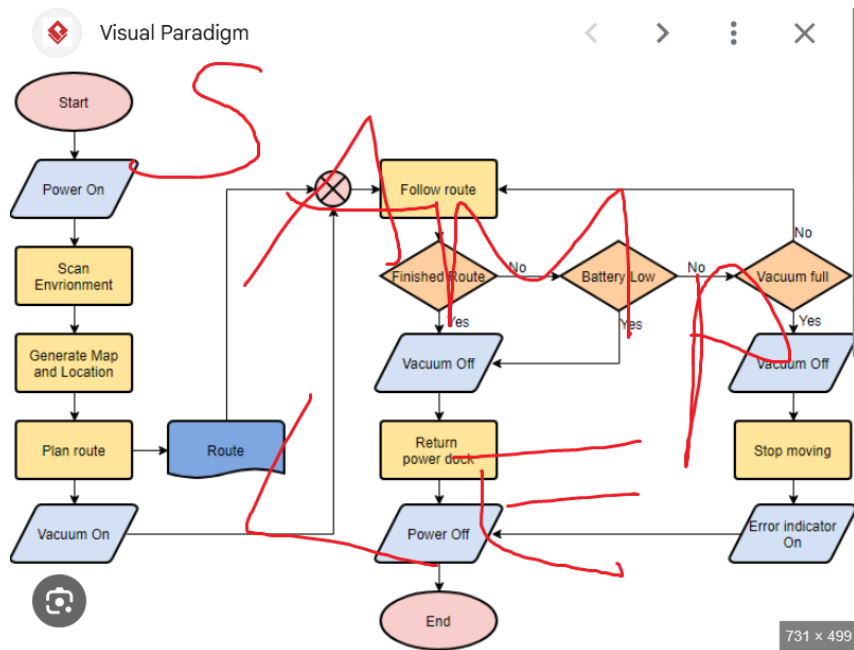 Visual Paradigm
Start
Power On
Scan
Envrionment
Generate Map
and Location
Plan route
Route
Vacuum On
Follow route
Finished Route
No
Yes
Battery Low
No
Yes
Vacuum full
No
Yes
Vacuum Off
Return
power dock
Power Off
End
Vacuum Off
Stop moving
Error indicator
On
SAMPLE
731 × 499